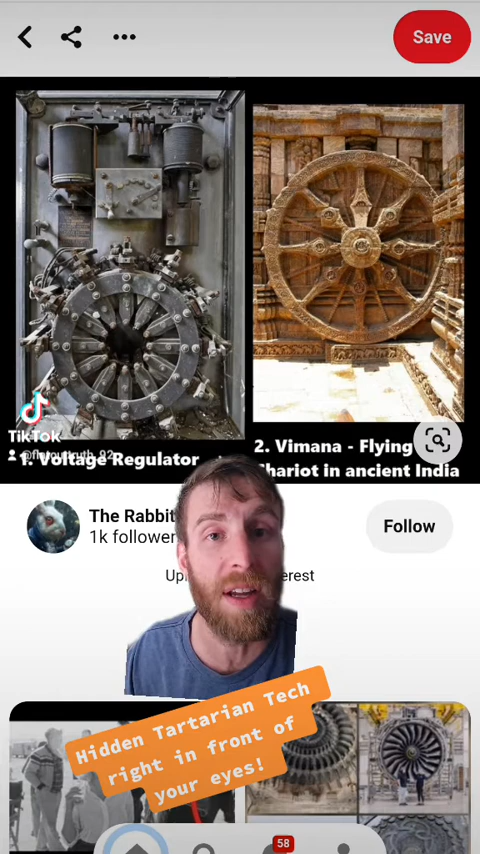 Save
TikTok
1. Voltage Regulator
2. Vimana - Flying
Chariot in ancient India
The Rabbit
1k follower
Follow
Hidden Tartarian Tech
right in front of
your eyes!
58